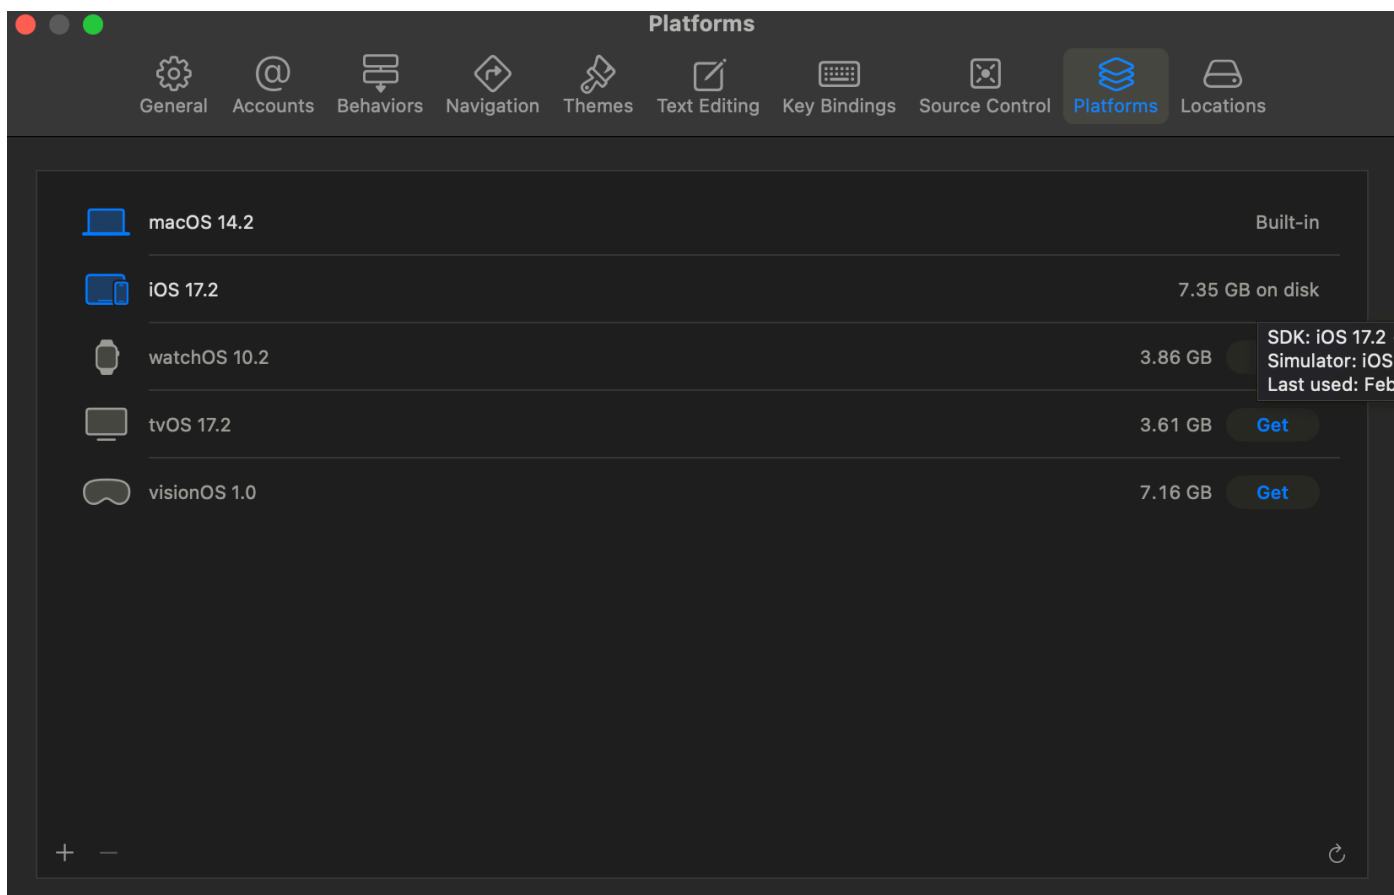 Platforms
General Accounts Behaviors Navigation Themes Text Editing Key Bindings Source Control Platforms Locations
macOS 14.2 Built-in
iOS 17.2 7.35 GB on disk
SDK: iOS 17.2
watchOS 10.2 3.86 GB Simulator: iOS
Last used: Feb
tvOS 17.2 3.61 GB Get
visionOS 1.0 7.16 GB Get